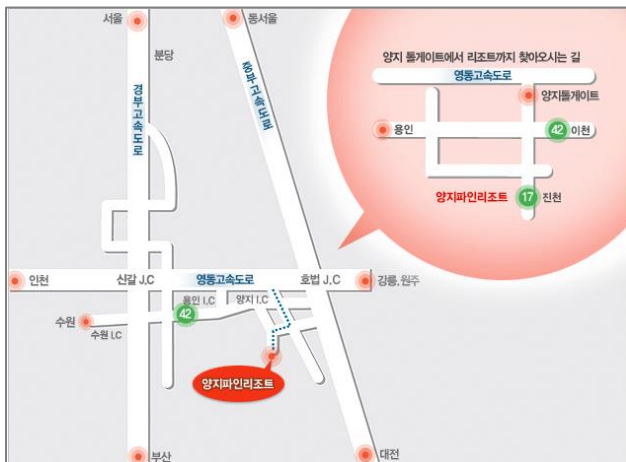 서울
동서울
분당
경부고속도로
중부고속도로
양지 톨게이트에서 리조트까지 찾아오시는 길
영동고속도로
양지톨게이트
용인
42 이천
양지파인리조트
17 진천
인천
신갈 J.C
영동고속도로
호법 J.C
강릉,원주
용인 I.C
양지 I.C
42
수원
수원 I.C
양지파인리조트
부산
대전